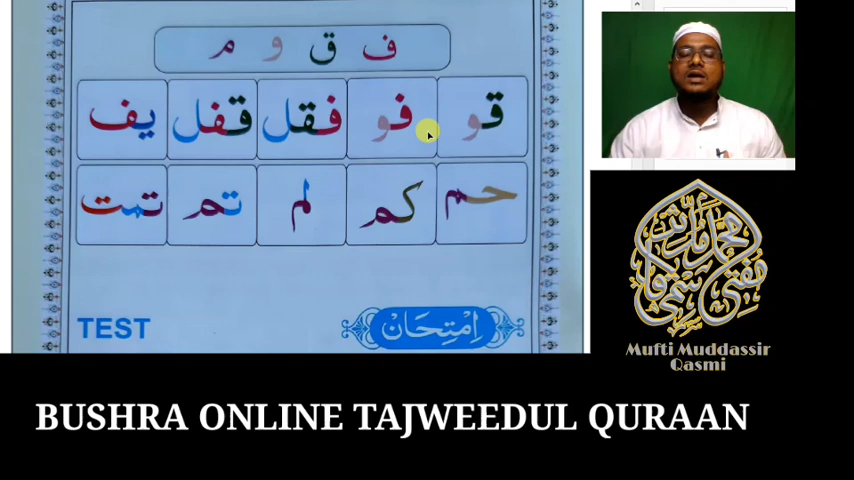 ف ق و م
قو فو فقل قفل يف
حم كم لم تم تمت
TEST اِمْتِحَان
Mufti Muddassir
Qasmi
BUSHRA ONLINE TAJWEEDUL QURAAN